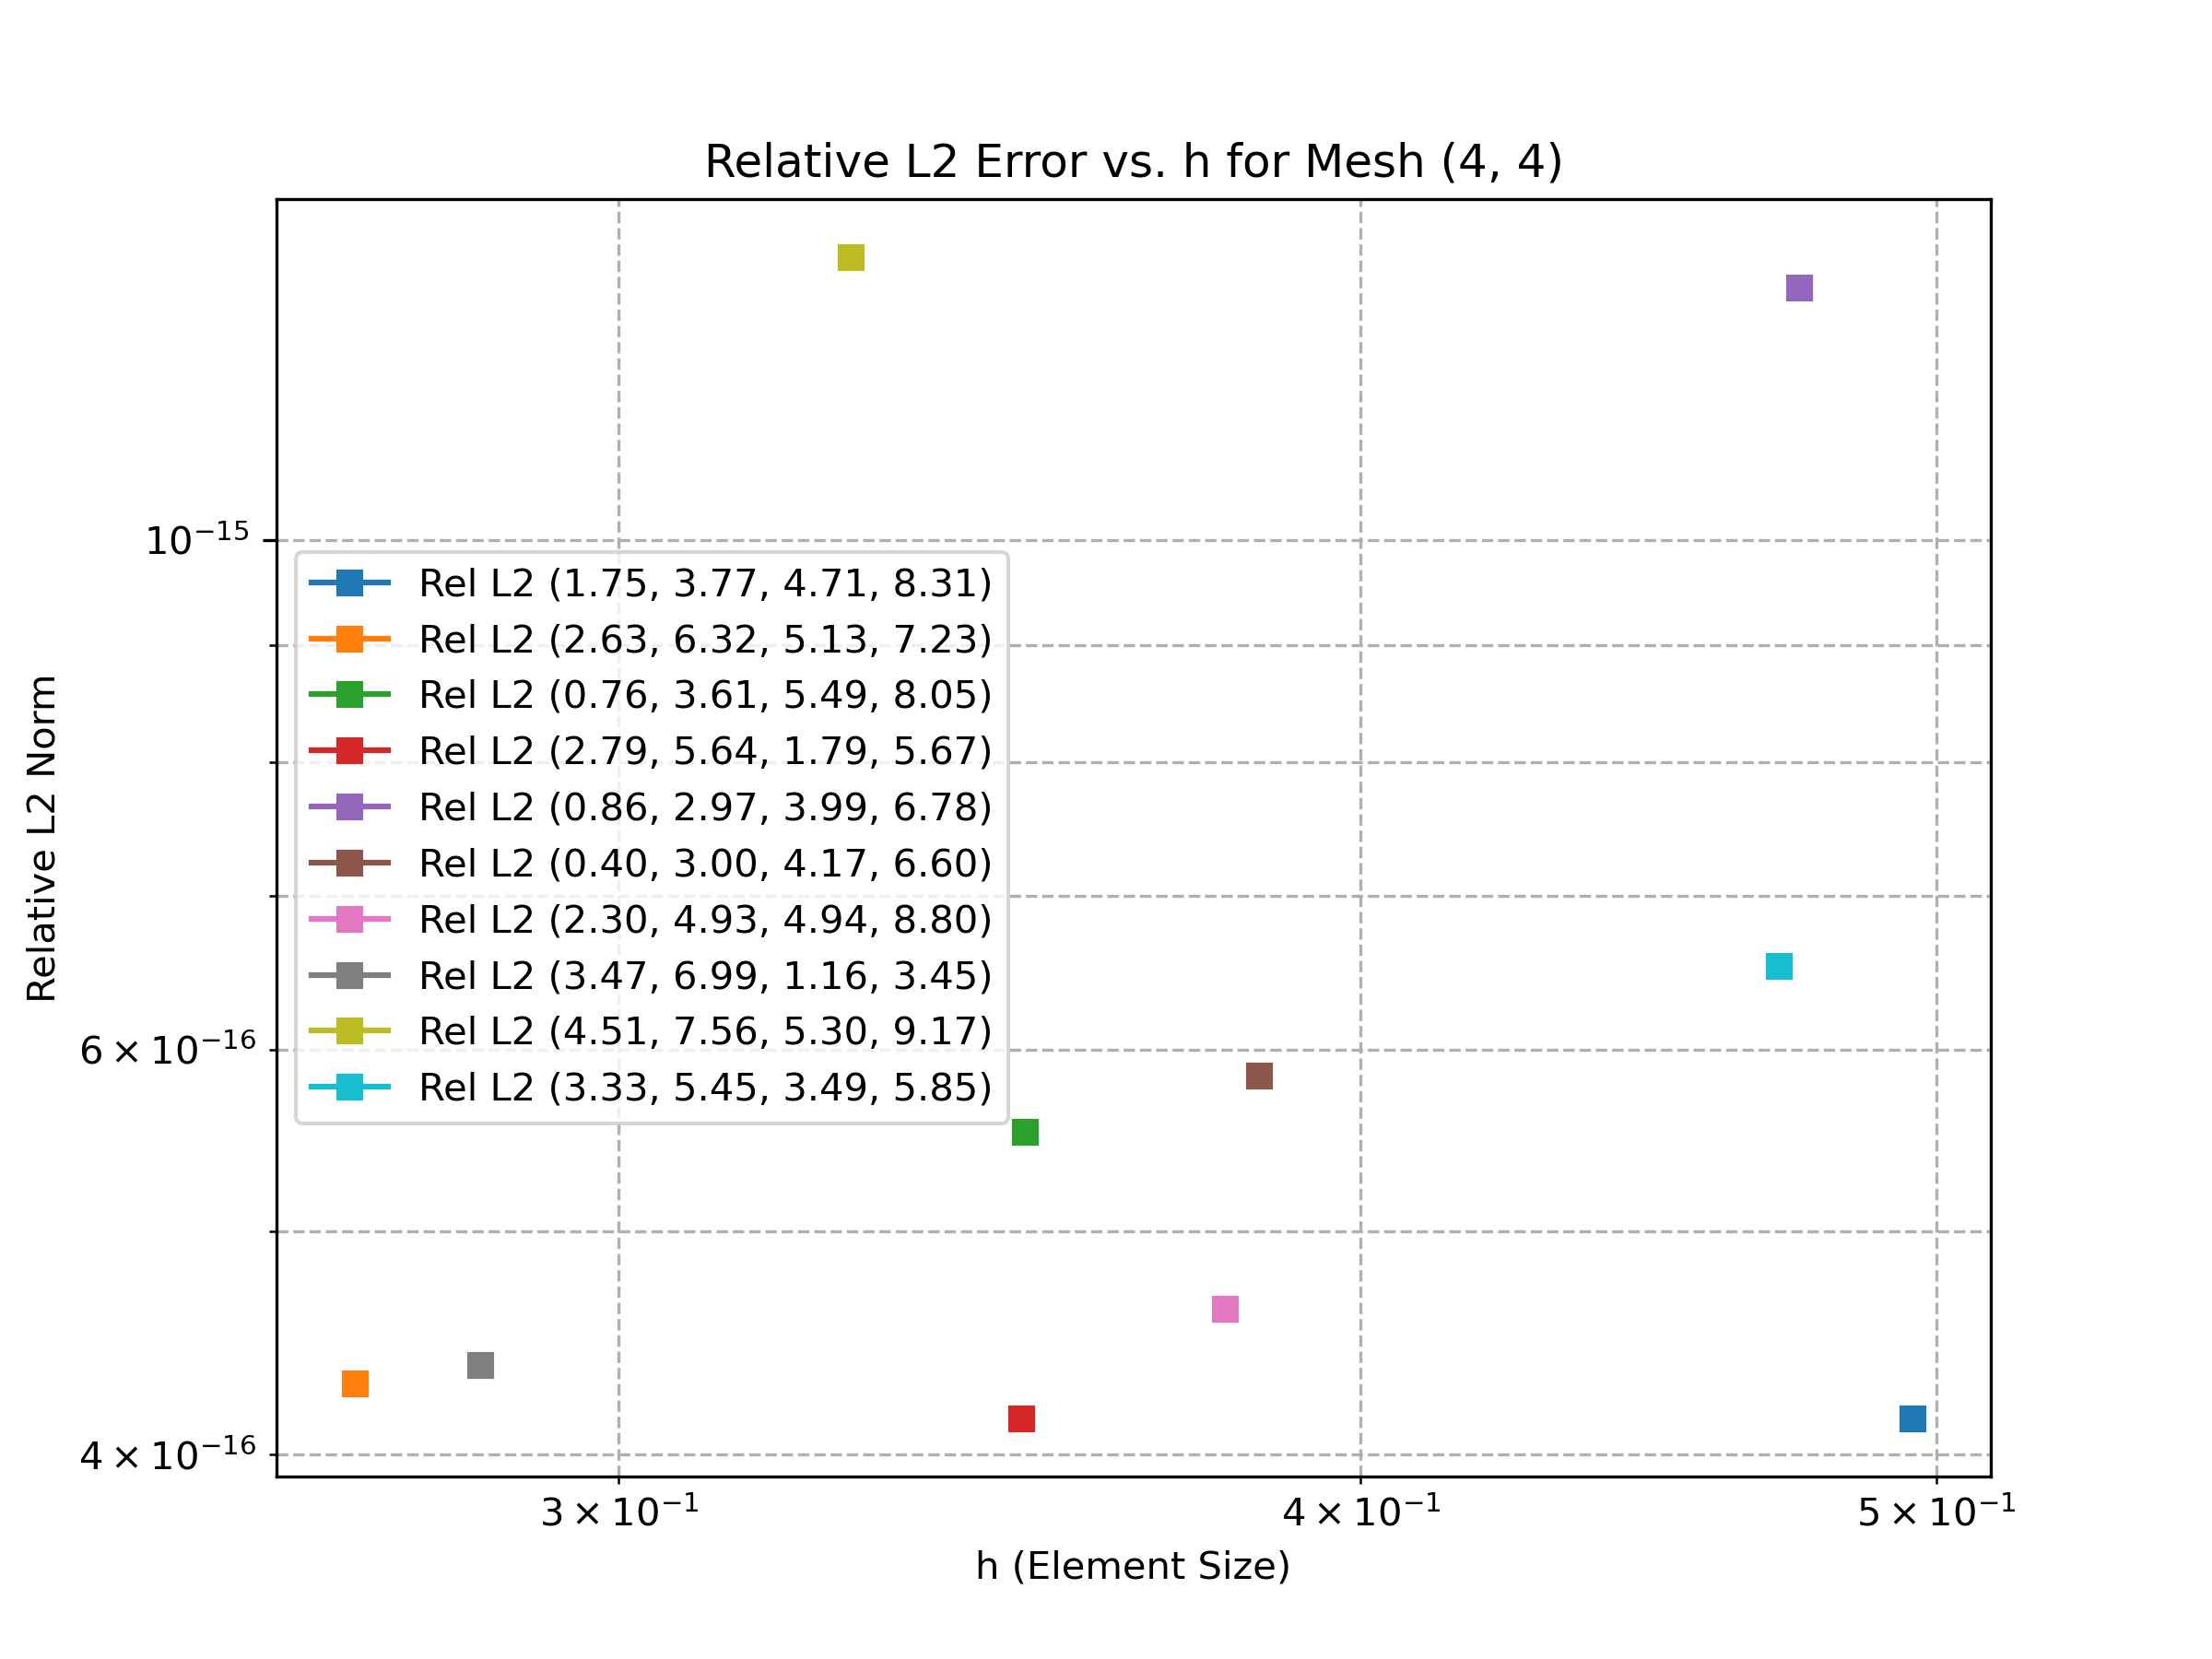 Relative L2 Error vs. h for Mesh (4, 4)
Relative L2 Norm
10⁻¹⁵
6 × 10⁻¹⁶
4 × 10⁻¹⁶
Rel L2 (1.75, 3.77, 4.71, 8.31)
Rel L2 (2.63, 6.32, 5.13, 7.23)
Rel L2 (0.76, 3.61, 5.49, 8.05)
Rel L2 (2.79, 5.64, 1.79, 5.67)
Rel L2 (0.86, 2.97, 3.99, 6.78)
Rel L2 (0.40, 3.00, 4.17, 6.60)
Rel L2 (2.30, 4.93, 4.94, 8.80)
Rel L2 (3.47, 6.99, 1.16, 3.45)
Rel L2 (4.51, 7.56, 5.30, 9.17)
Rel L2 (3.33, 5.45, 3.49, 5.85)
3 × 10⁻¹ 4 × 10⁻¹ 5 × 10⁻¹
h (Element Size)